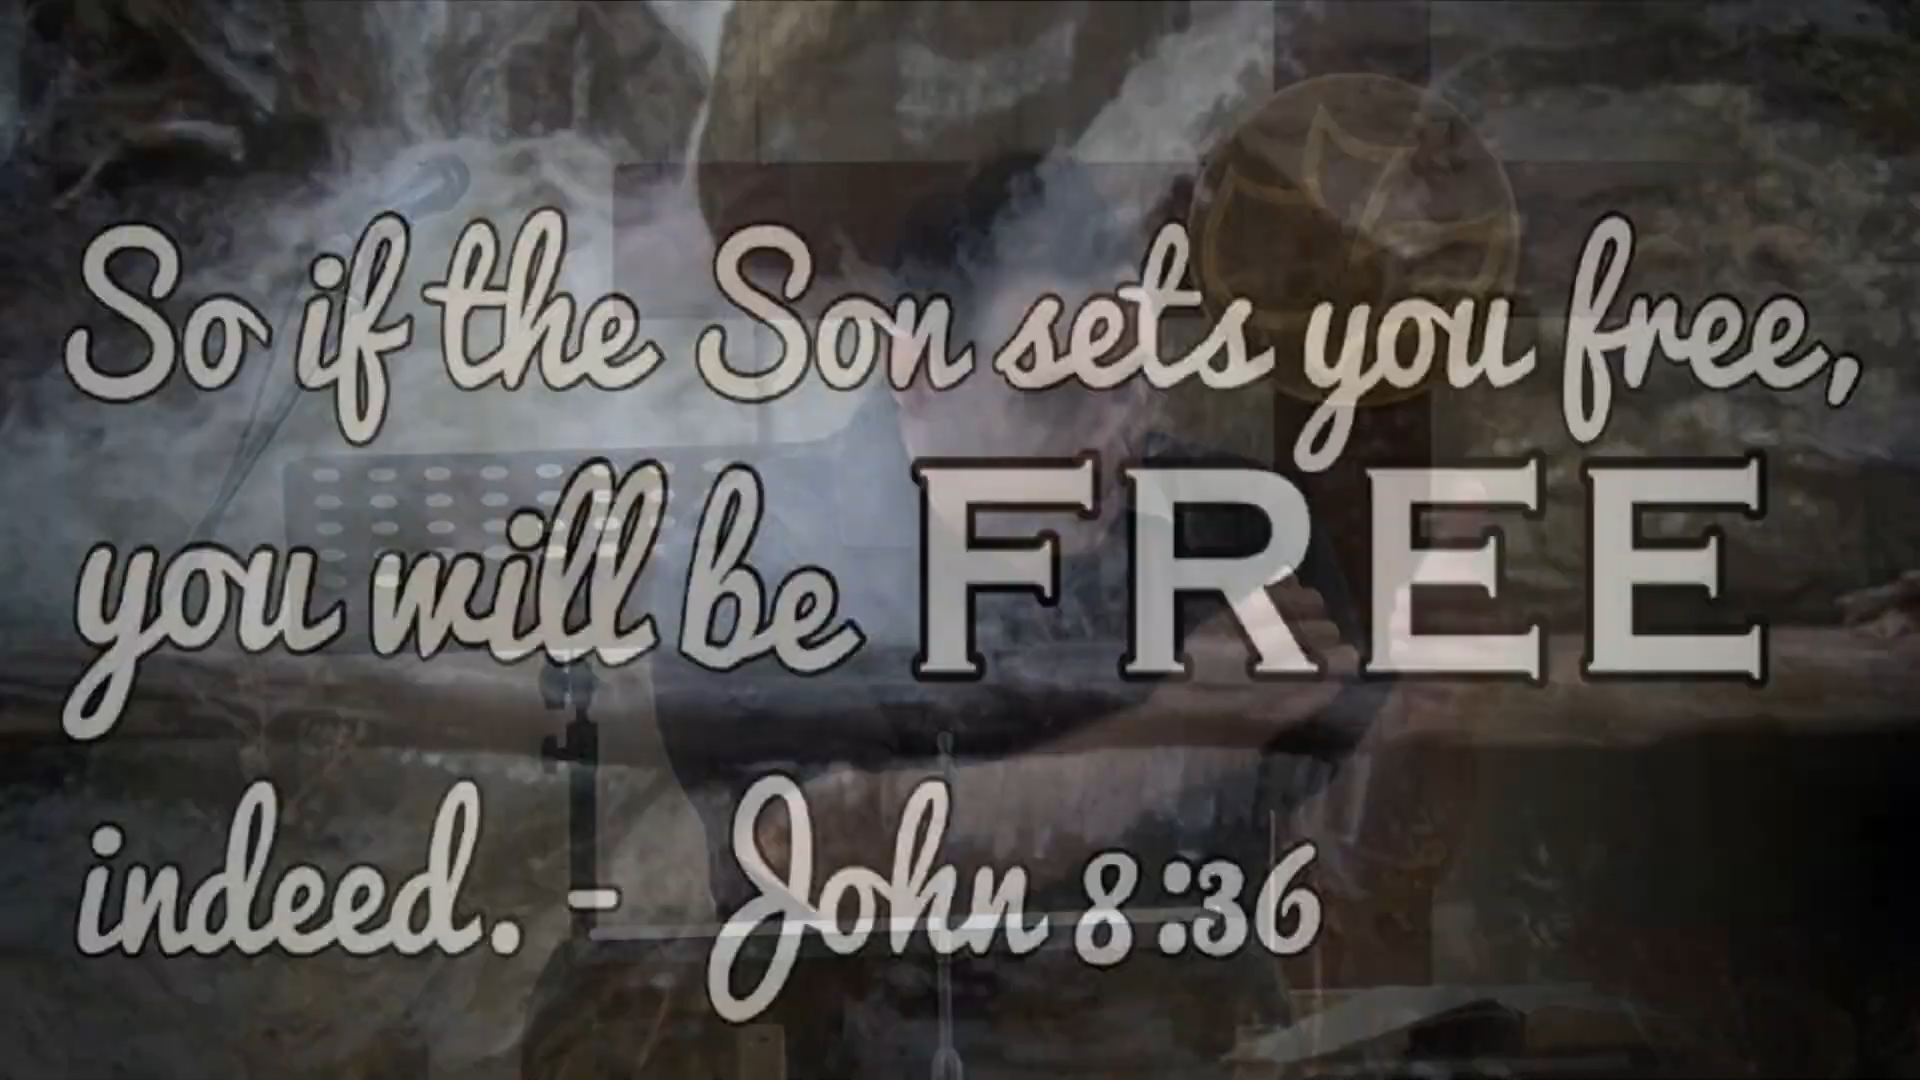 So if the Son sets you free,
you will be FREE
indeed. - John 8:36